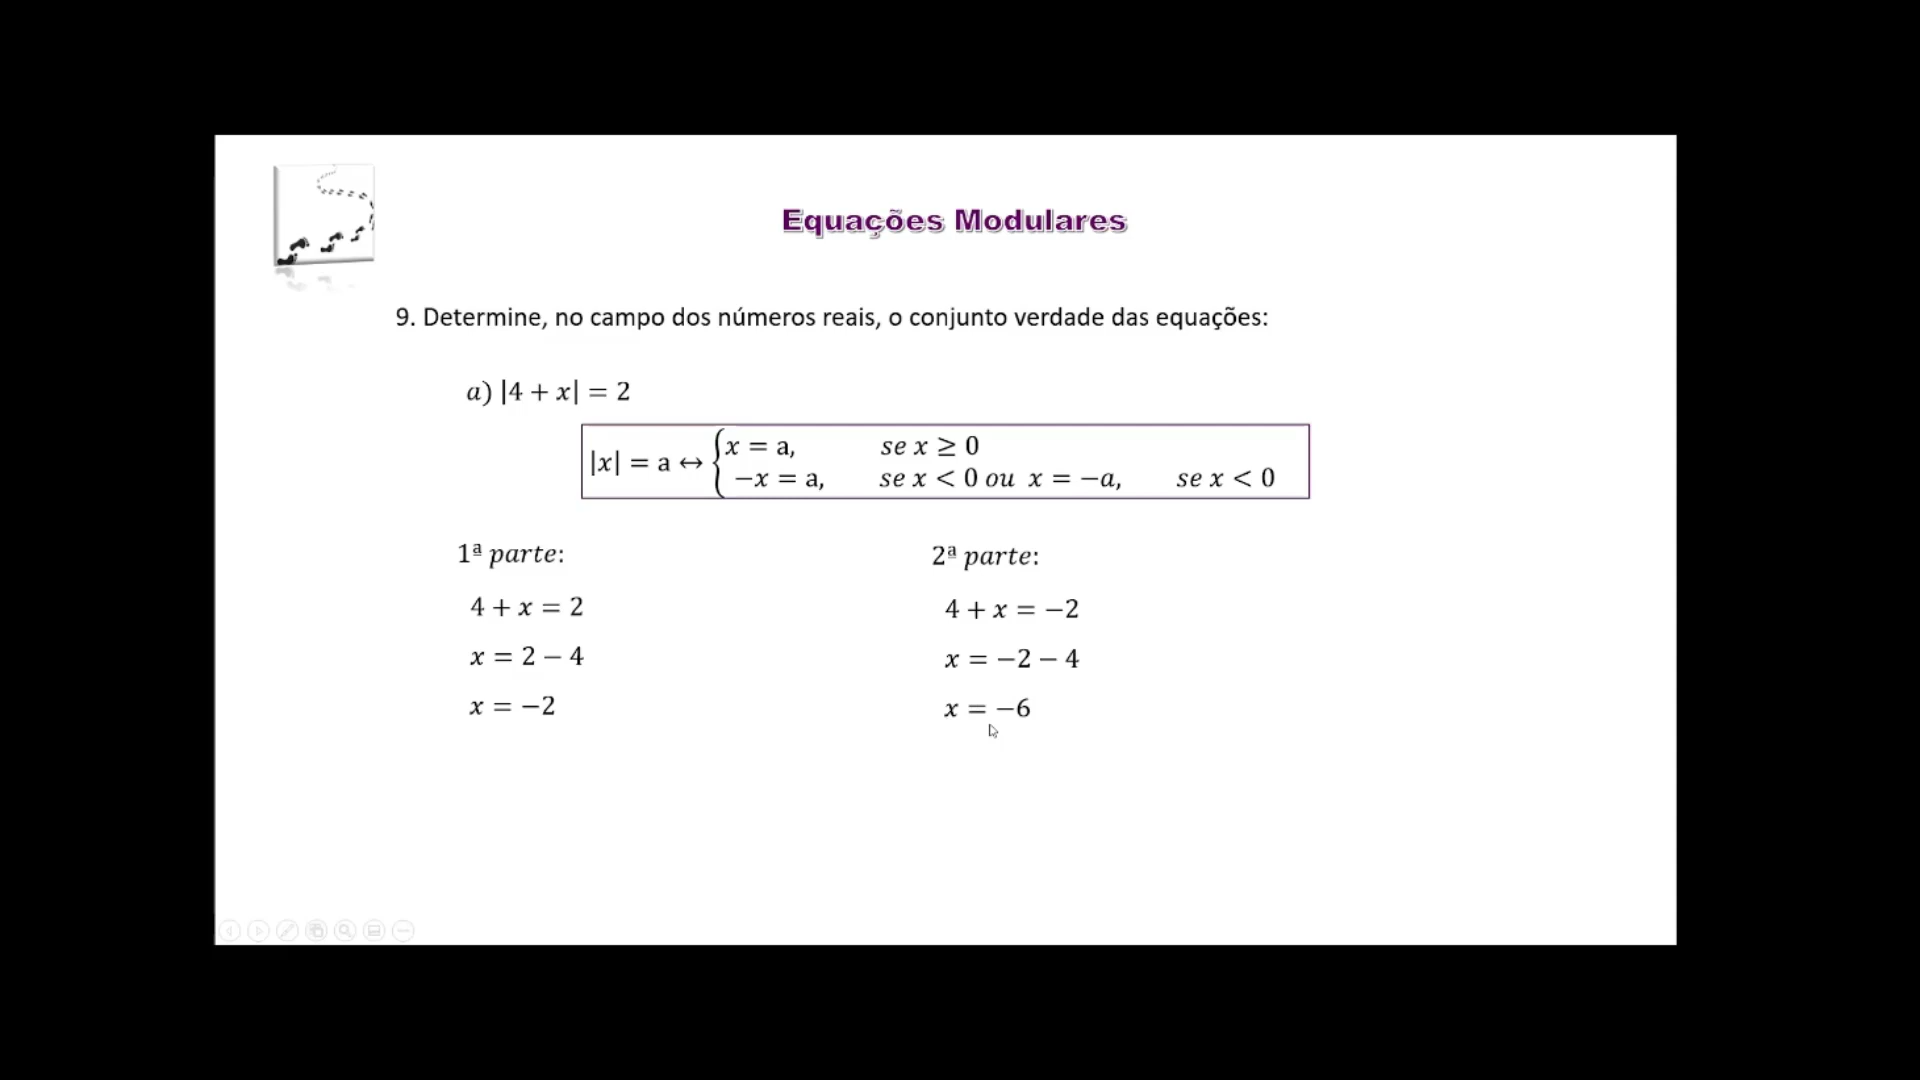 Equações Modulares
9. Determine, no campo dos números reais, o conjunto verdade das equações:
a) |4 + x| = 2
|x| = a ↔ { x = a, se x ≥ 0
−x = a, se x < 0 ou x = −a, se x < 0
1ª parte:
4 + x = 2
x = 2 − 4
x = −2
2ª parte:
4 + x = −2
x = −2 − 4
x = −6